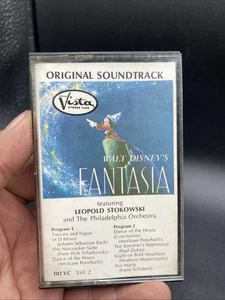 ORIGINAL SOUNDTRACK
Vista
STEREO TAPE
WALT DISNEY'S
FANTASIA
featuring
LEOPOLD STOKOWSKI
and The Philadelphia Orchestra
Program 1
Toccata and Fugue
in D Minor
(Johann Sebastian Bach)
The Nutcracker Suite
(Peter Ilich Tchaikovsky)
Dance of the Hours
(Amilcare Ponchielli)
Program 2
Dance of the Hours
(Conclusion)
(Amilcare Ponchielli)
The Sorcerer's Apprentice
(Paul Dukas)
Night on Bald Mountain
(Modeste Moussorgsky)
Ave Maria
(Franz Schubert)
101 VC Vol. 2